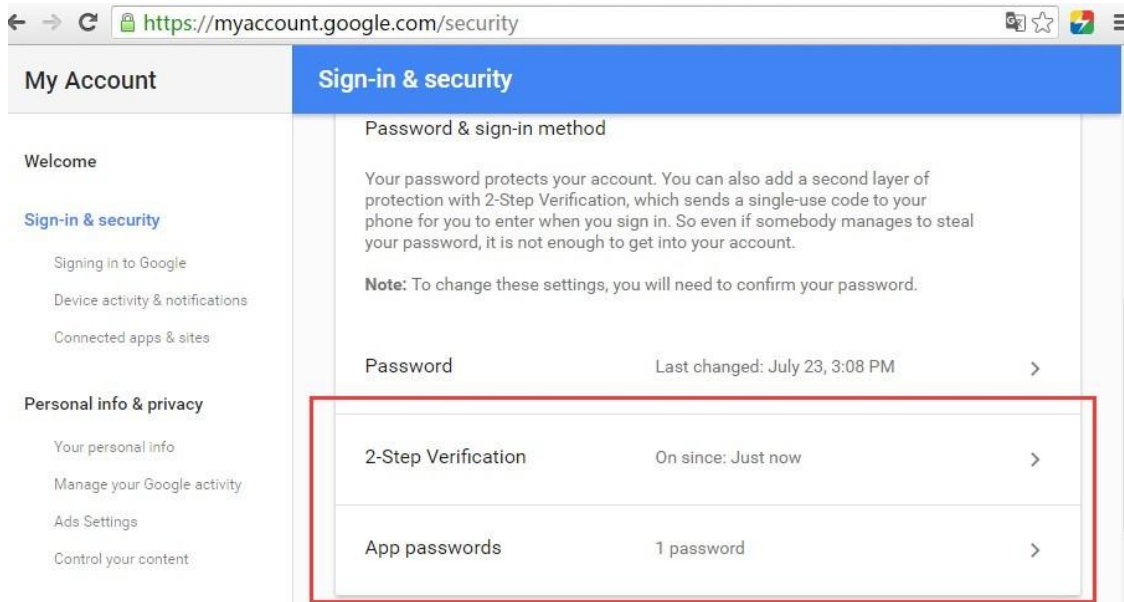 https://myaccount.google.com/security
My Account
Sign-in & security
Welcome
Sign-in & security
Signing in to Google
Device activity & notifications
Connected apps & sites
Personal info & privacy
Your personal info
Manage your Google activity
Ads Settings
Control your content
Password & sign-in method
Your password protects your account. You can also add a second layer of
protection with 2-Step Verification, which sends a single-use code to your
phone for you to enter when you sign in. So even if somebody manages to steal
your password, it is not enough to get into your account.
Note: To change these settings, you will need to confirm your password.
Password Last changed: July 23, 3:08 PM
2-Step Verification On since: Just now
App passwords 1 password